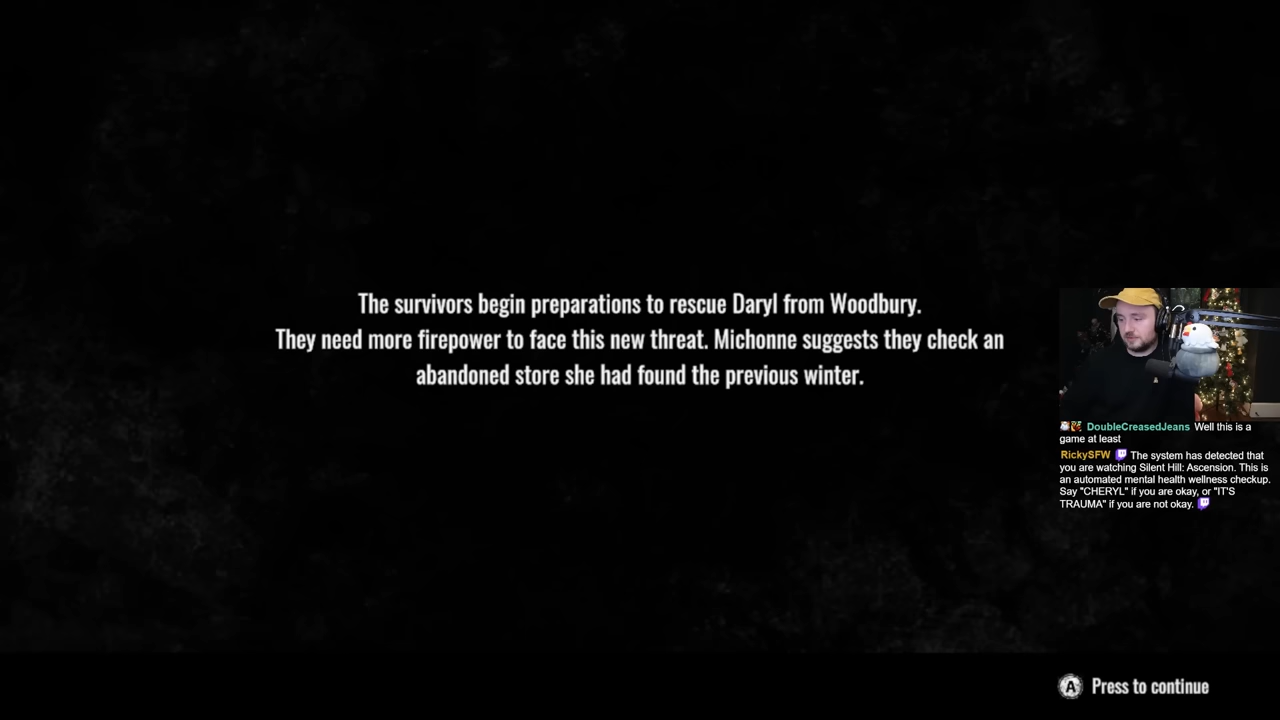 The survivors begin preparations to rescue Daryl from Woodbury.
They need more firepower to face this new threat. Michonne suggests they check an
abandoned store she had found the previous winter.
DoubleCreasedJeans Well this is a
game at least
RickySFW The system has detected that
you are watching Silent Hill: Ascension. This is
an automated mental health wellness checkup.
Say "CHERYL" if you are okay, or "IT'S
TRAUMA" if you are not okay.
A Press to continue